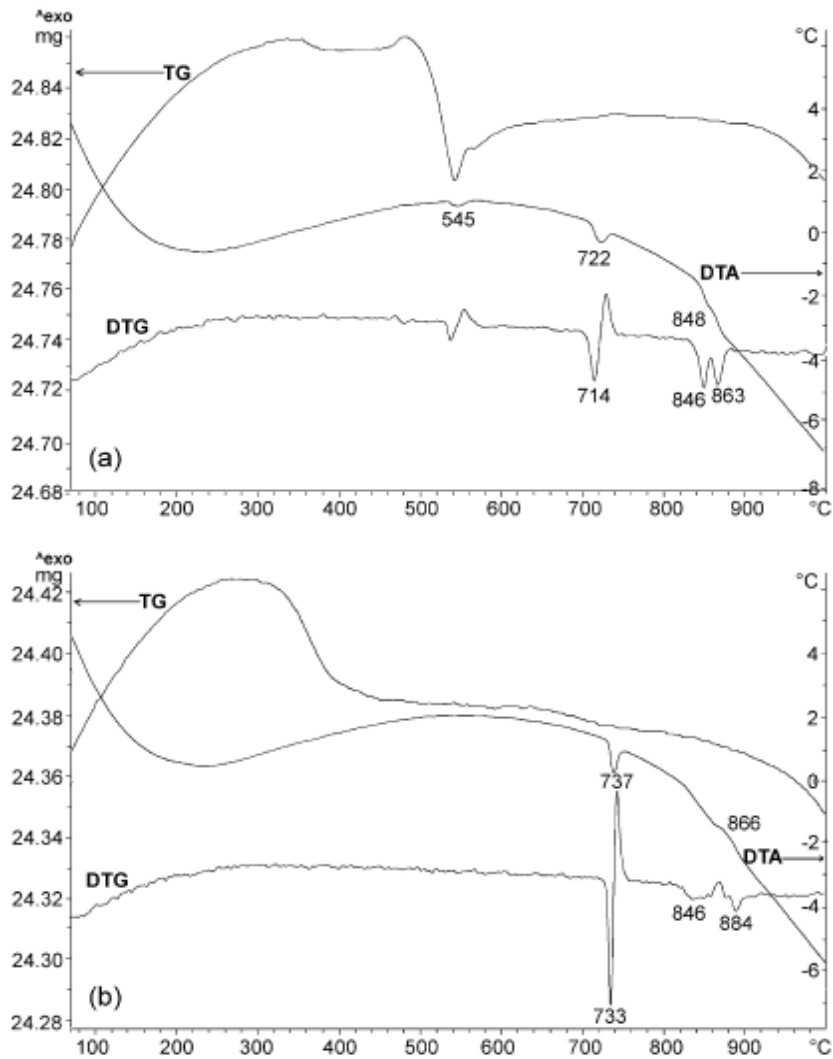 ^exo
mg
°C
TG
24.84
4
24.82
24.80
2
545
24.78
0
722
DTA
24.76
-2
848
DTG
24.74
-4
24.72
714
846
863
24.70
-6
(a)
24.68
-8
100 200 300 400 500 600 700 800 900 °C
^exo
mg
°C
24.42
TG
24.40
4
24.38
2
24.36
737
0
24.34
866
-2
DTG
DTA
24.32
846
884
-4
24.30
-6
(b)
733
24.28
100 200 300 400 500 600 700 800 900 °C